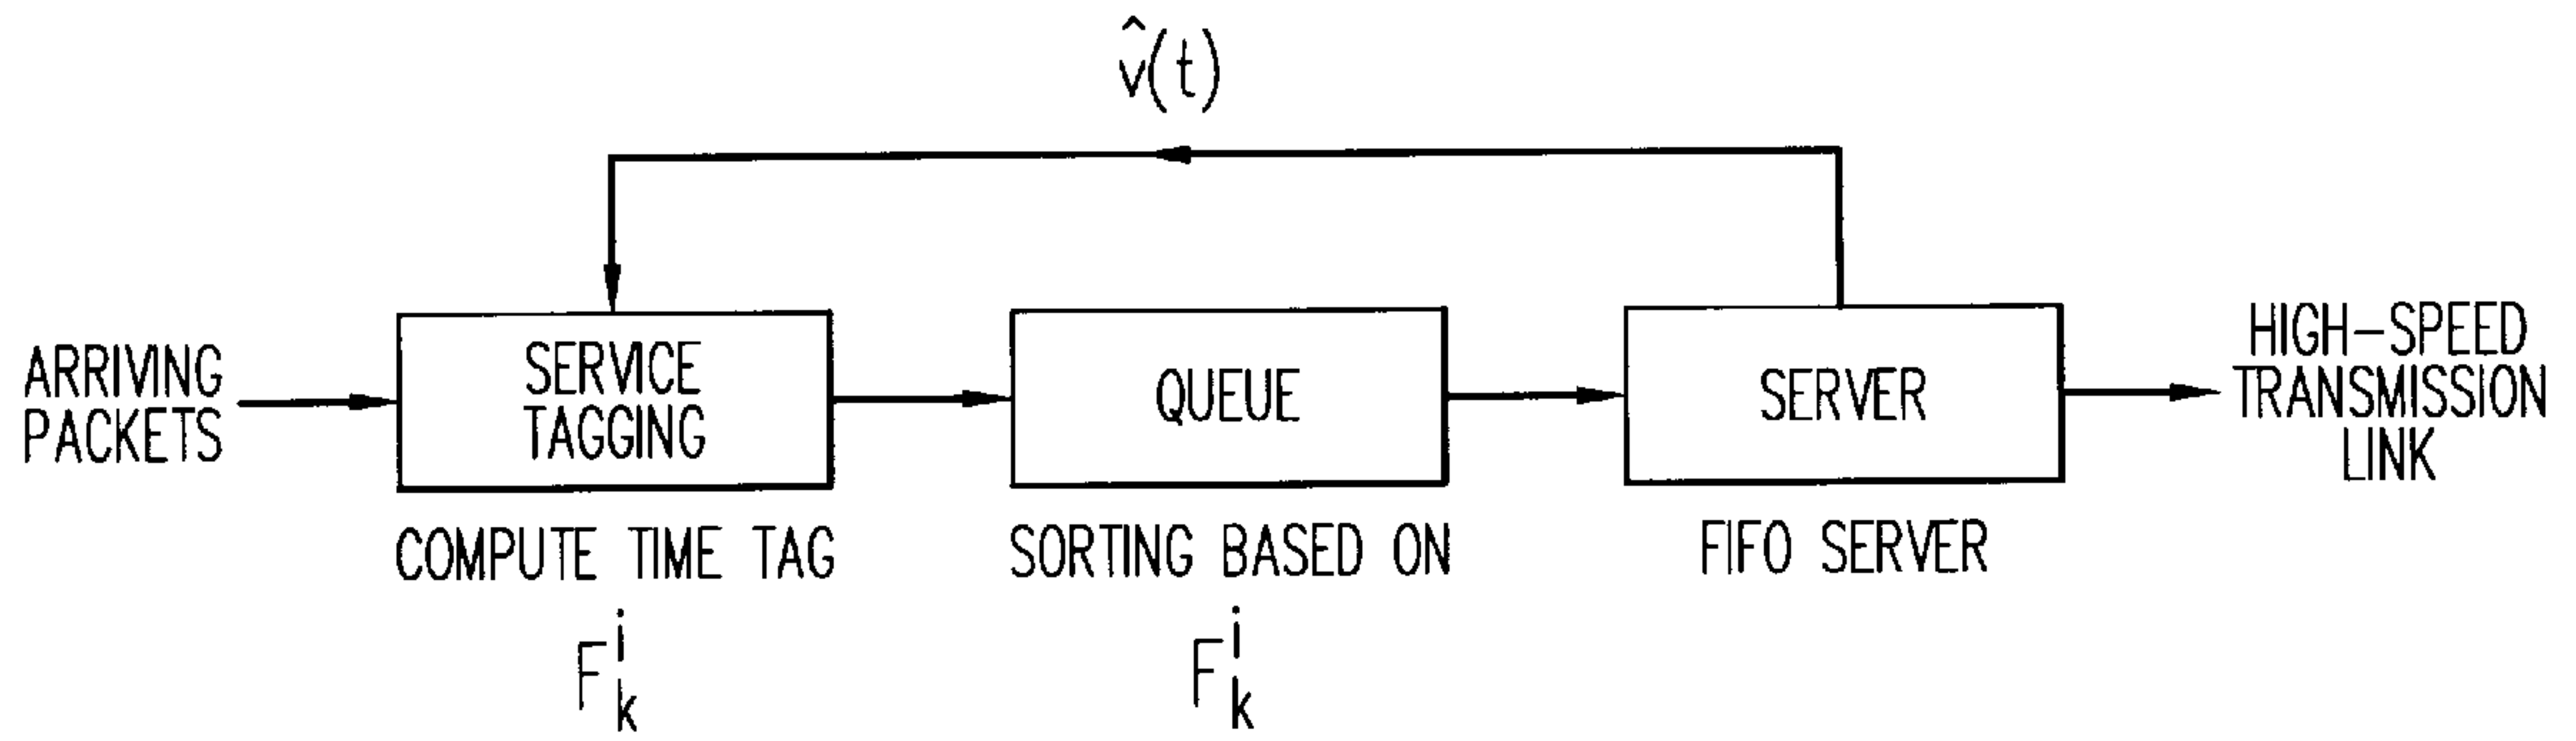 v̂(t)
ARRIVING
PACKETS
SERVICE
TAGGING
QUEUE
SERVER
HIGH-SPEED
TRANSMISSION
LINK
COMPUTE TIME TAG
F^i_k
SORTING BASED ON
F^i_k
FIFO SERVER